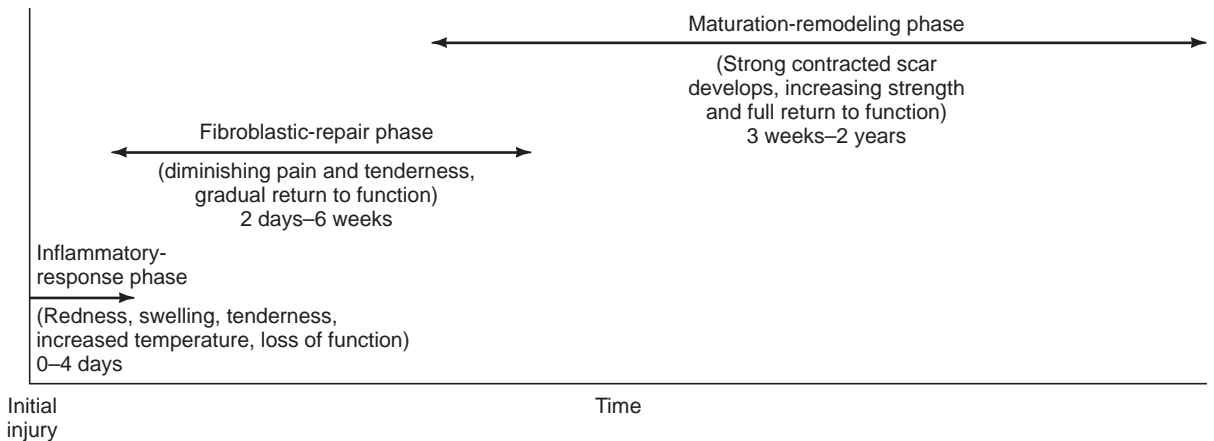 Maturation-remodeling phase
(Strong contracted scar
develops, increasing strength
and full return to function)
3 weeks–2 years
Fibroblastic-repair phase
(diminishing pain and tenderness,
gradual return to function)
2 days–6 weeks
Inflammatory-
response phase
(Redness, swelling, tenderness,
increased temperature, loss of function)
0–4 days
Initial
injury
Time